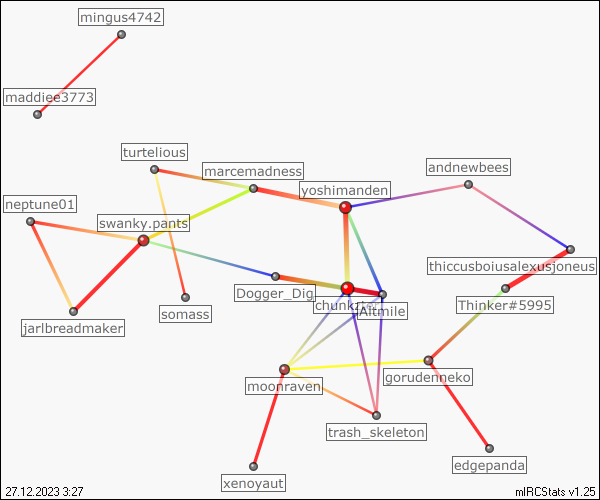 mingus4742
maddiee3773
turtelious
marcemadness
andnewbees
yoshimanden
neptune01
swanky.pants
thiccusboiusalexusjoneus
Dogger_Dig
Altmile
Thinker#5995
somass
jarlbreadmaker
moonraven
gorudenneko
trash_skeleton
edgepanda
xenoyaut
27.12.2023 3:27
mIRCStats v1.25